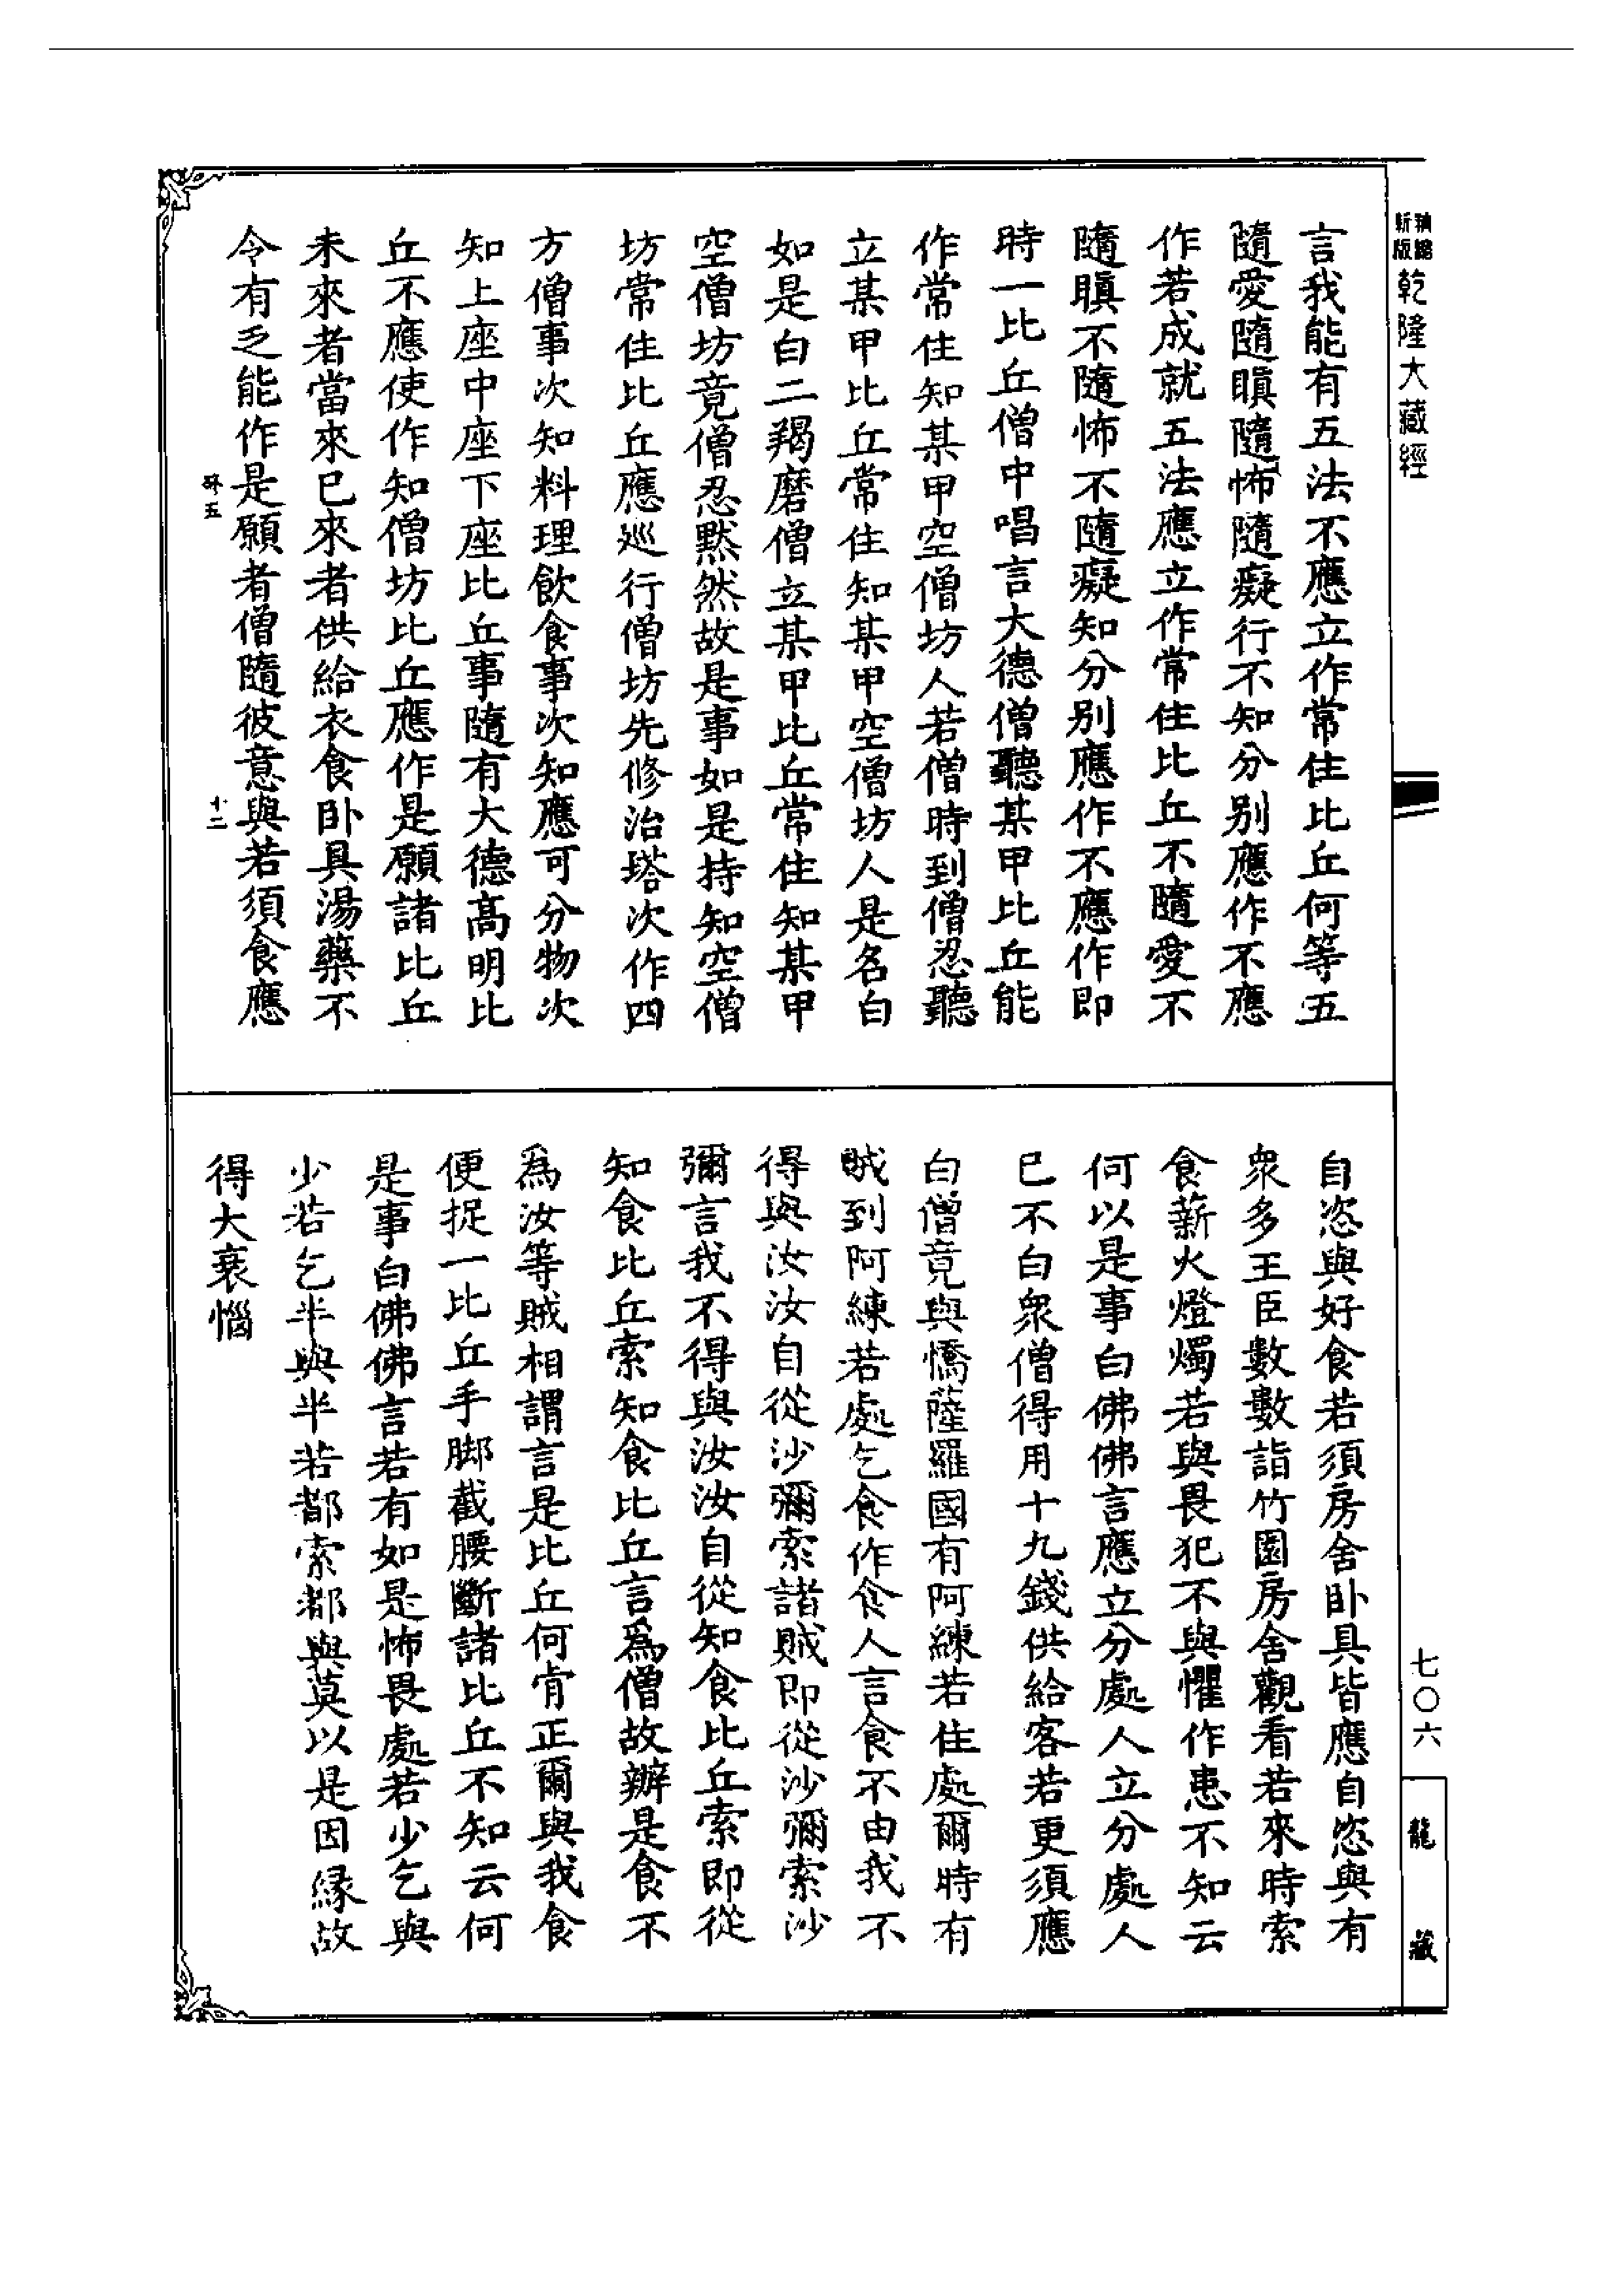 新版
精縮
乾隆大藏經
言我能有五法不應立作常住比丘何等五
隨愛隨瞋隨怖隨癡行不知分别應作不應
作若成就五法應立作常住比丘不隨愛不
隨瞋不隨怖不隨癡知分别應作不應作即
時一比丘僧中唱言大德僧聽某甲比丘能
作常住知某甲空僧坊人若僧時到僧忍聽
立某甲比丘常住知某甲空僧坊人是名白
如是白二羯磨僧立某甲比丘常住知某甲
空僧坊竟僧忍默然故是事如是持知空僧
坊常住比丘應巡行僧坊先修治塔次作四
方僧事次知料理飲食事次知應可分物次
知上座中座下座比丘事隨有大德高明比
丘不應使作知僧坊比丘應作是願諸比丘
未來者當來已來者供給衣食卧具湯藥不
令有乏能作是願者僧隨彼意與若須食應
十二
自恣與好食若須房舍卧具皆應自恣與有
衆多王臣數數詣竹園房舍觀看若來時索
食薪火燈燭若與畏犯不與懼作患不知云
何以是事白佛佛言應立分處人立分處人
已不白衆僧得用十九錢供給客若更須應
白僧竟與憍薩羅國有阿練若住處爾時有
賊到阿練若處乞食作食人言食不由我不
得與汝汝自從沙彌索諸賊即從沙彌索沙
彌言我不得與汝汝自從知食比丘索即從
知食比丘索知食比丘言爲僧故辦是食不
爲汝等賊相謂言是比丘何肯正爾與我食
便捉一比丘手脚截腰斷諸比丘不知云何
是事白佛佛言若有如是怖畏處若少乞與
少若乞半與半若都索都與莫以是因緣故
得大衰惱
七〇六
龍藏